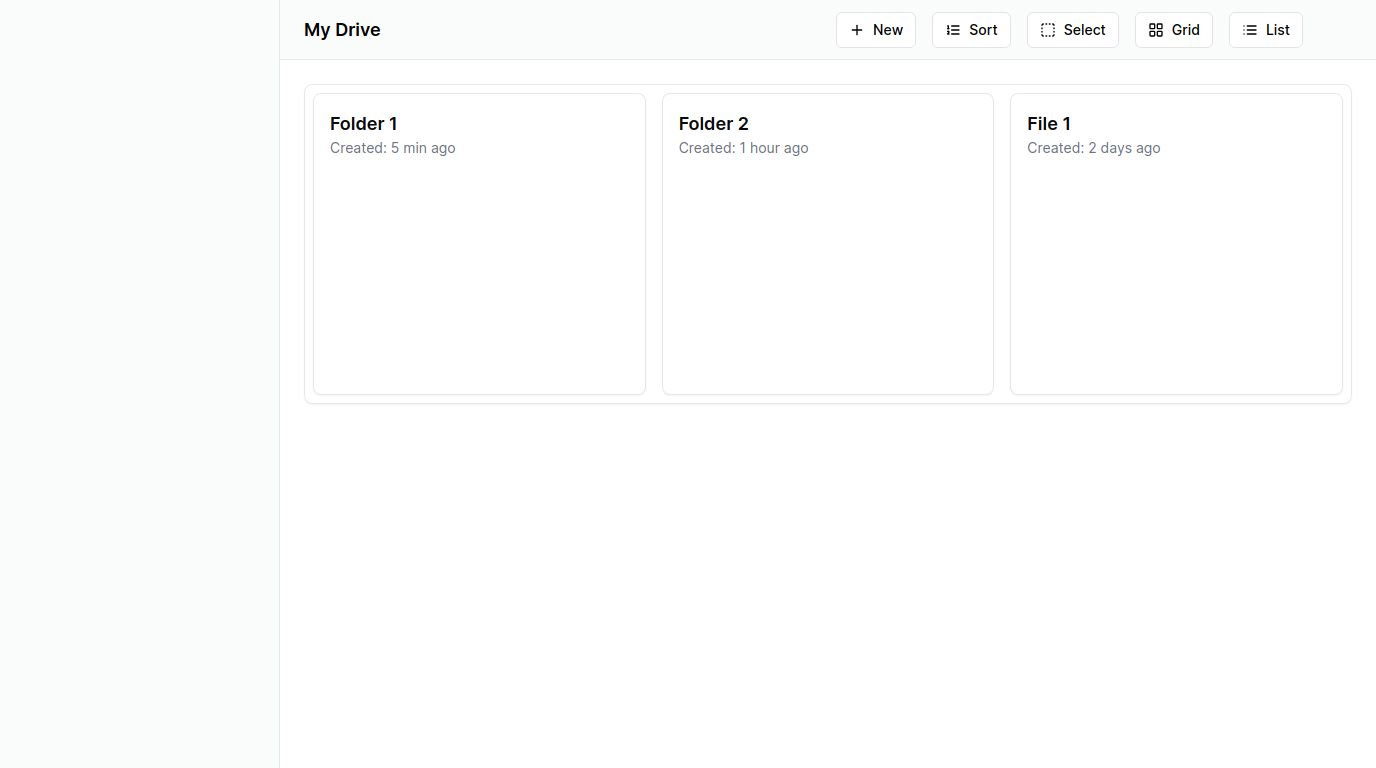 My Drive
New
Sort
Select
Grid
List
Folder 1
Created: 5 min ago
Folder 2
Created: 1 hour ago
File 1
Created: 2 days ago